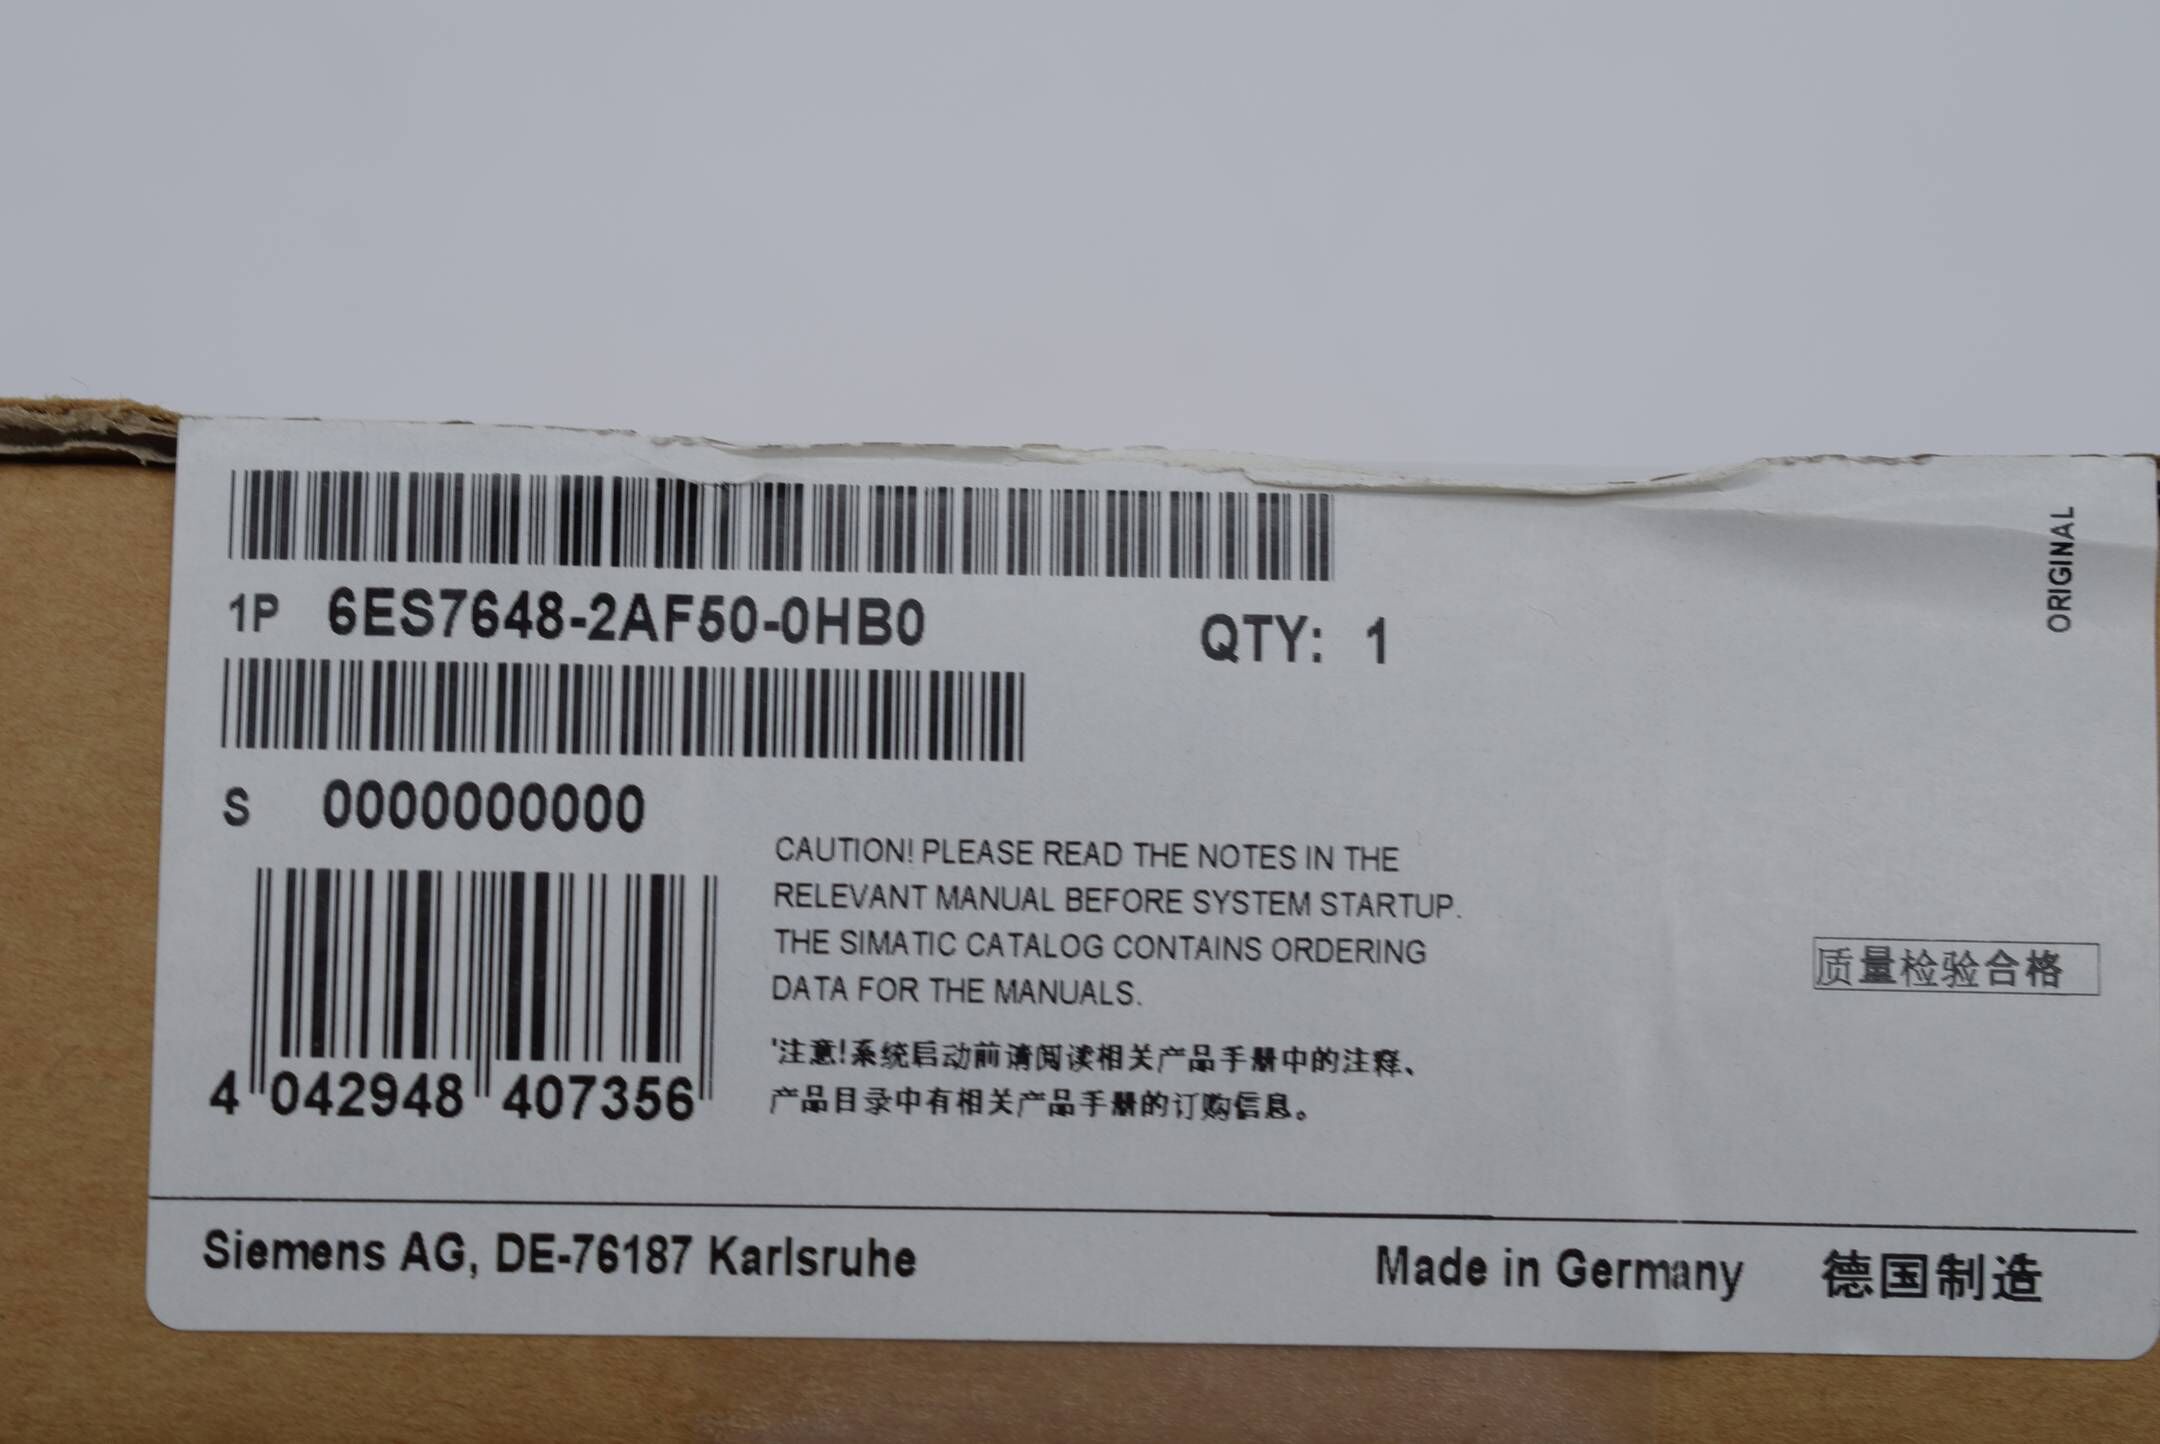 1P 6ES7648-2AF50-0HB0
QTY: 1
ORIGINAL
S 0000000000
CAUTION! PLEASE READ THE NOTES IN THE
RELEVANT MANUAL BEFORE SYSTEM STARTUP.
THE SIMATIC CATALOG CONTAINS ORDERING
DATA FOR THE MANUALS.
质量检验合格
'注意!系统启动前请阅读相关产品手册中的注释、
产品目录中有相关产品手册的订购信息。
4 042948 407356
Siemens AG, DE-76187 Karlsruhe
Made in Germany 德国制造